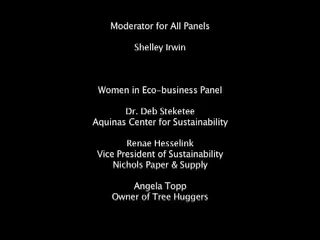 Moderator for All Panels
Shelley Irwin
Women in Eco-business Panel
Dr. Deb Steketee
Aquinas Center for Sustainability
Renae Hesselink
Vice President of Sustainability
Nichols Paper & Supply
Angela Topp
Owner of Tree Huggers